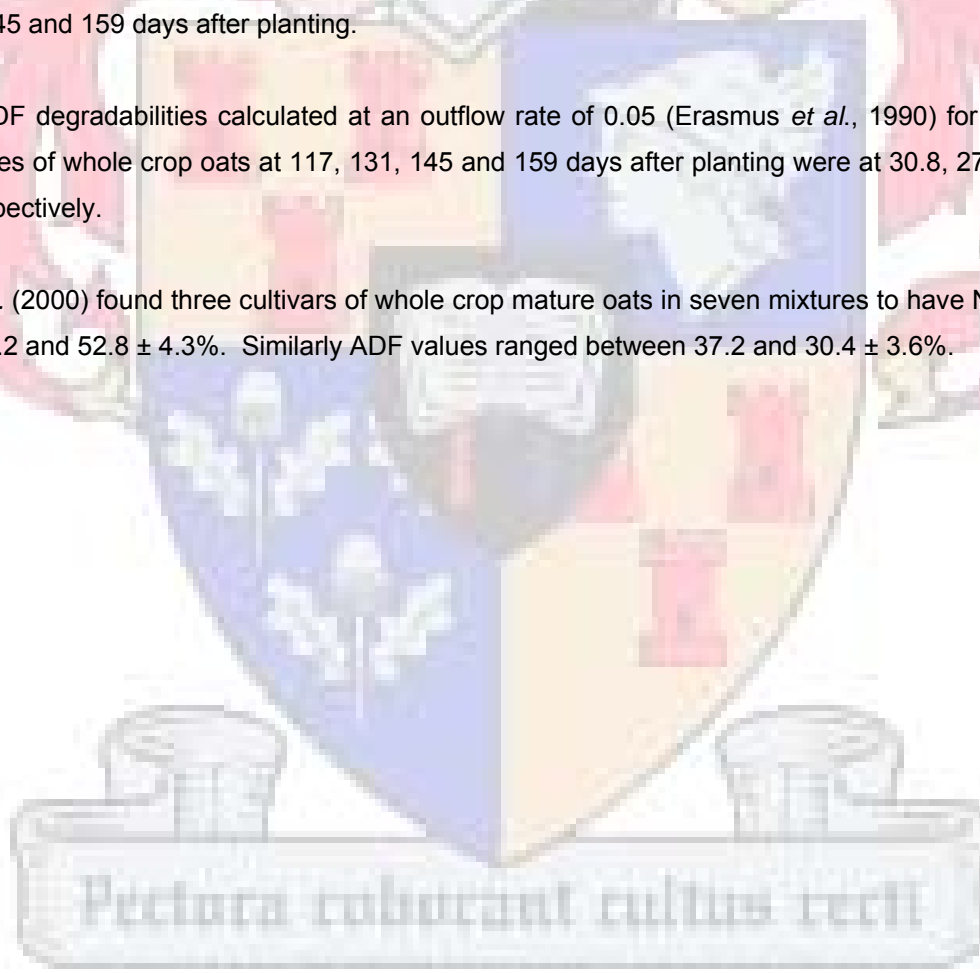 45 and 159 days after planting.
DF degradabilities calculated at an outflow rate of 0.05 (Erasmus et al., 1990) for
es of whole crop oats at 117, 131, 145 and 159 days after planting were at 30.8, 27
pectively.
. (2000) found three cultivars of whole crop mature oats in seven mixtures to have N
.2 and 52.8 ± 4.3%. Similarly ADF values ranged between 37.2 and 30.4 ± 3.6%.
Pectora roborant cultus recti